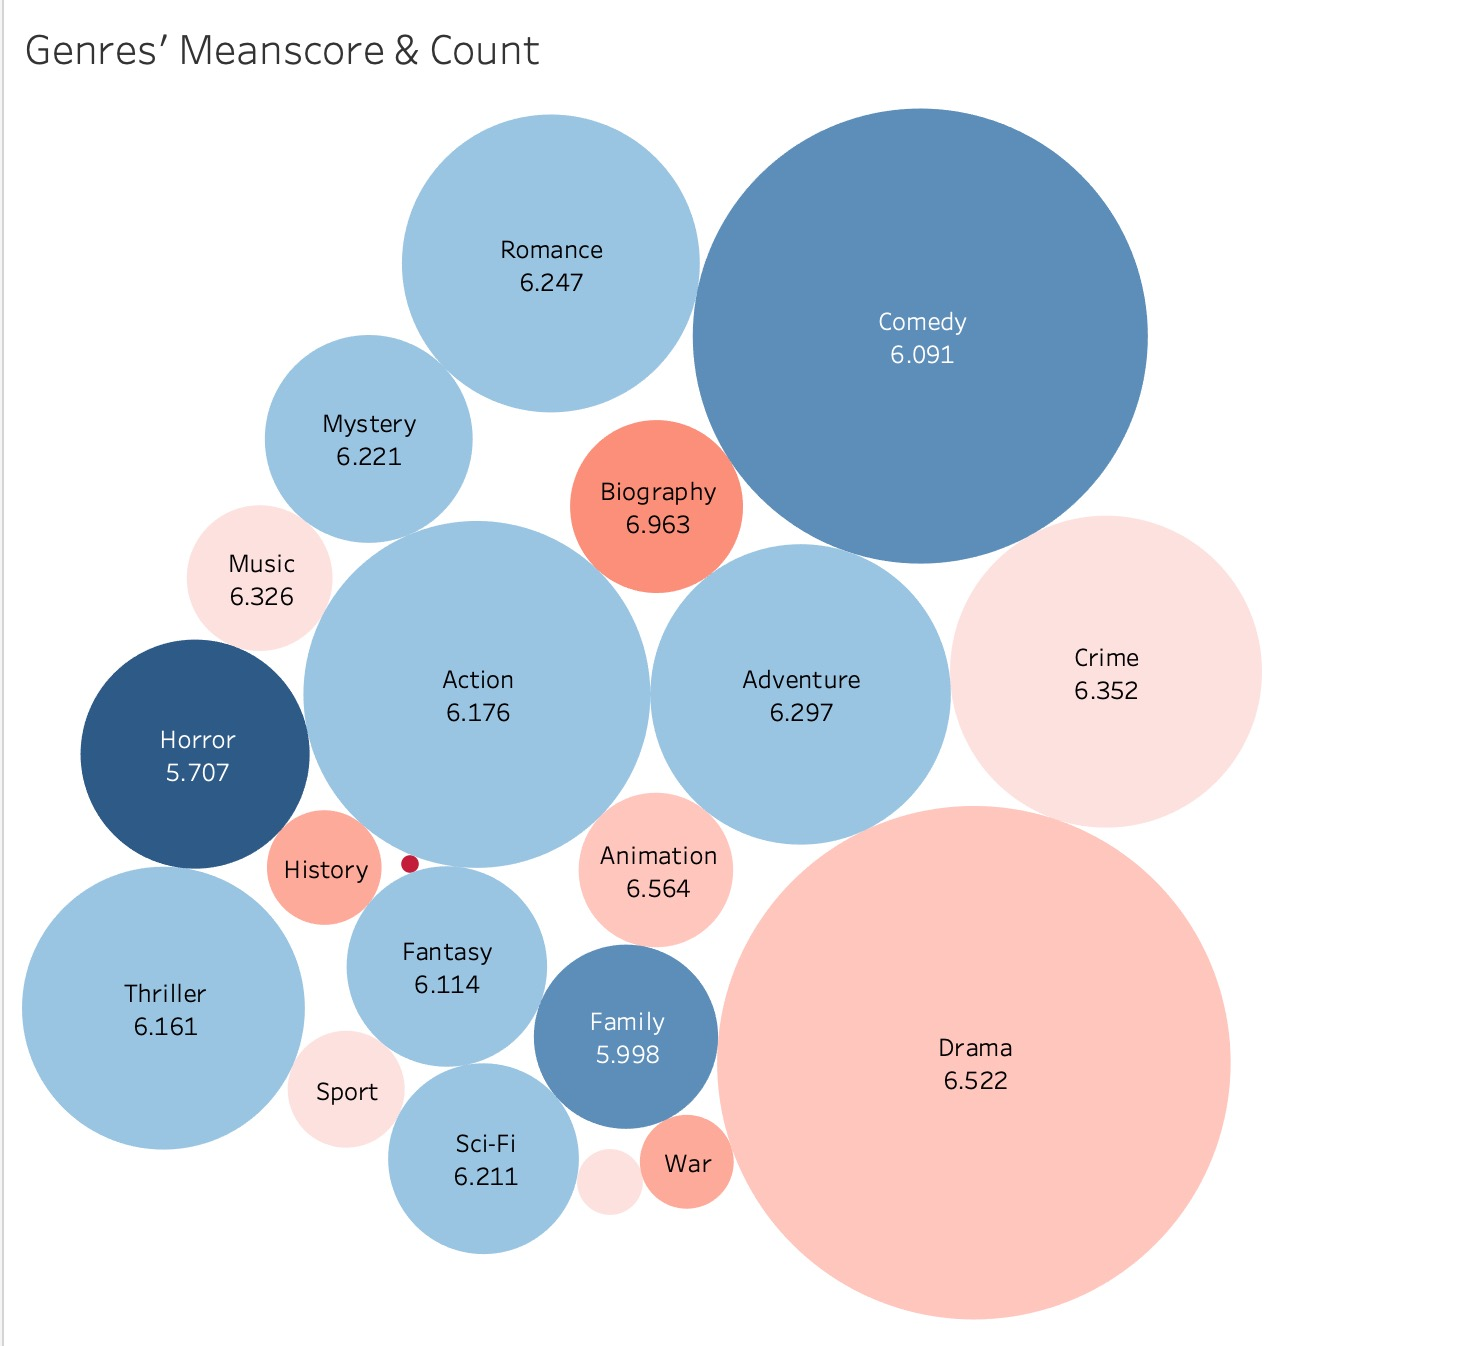 Genres’ Meanscore & Count
Romance
6.247
Comedy
6.091
Mystery
6.221
Biography
6.963
Music
6.326
Action
6.176
Adventure
6.297
Crime
6.352
Horror
5.707
History
Animation
6.564
Fantasy
6.114
Thriller
6.161
Family
5.998
Drama
6.522
Sport
Sci-Fi
6.211
War